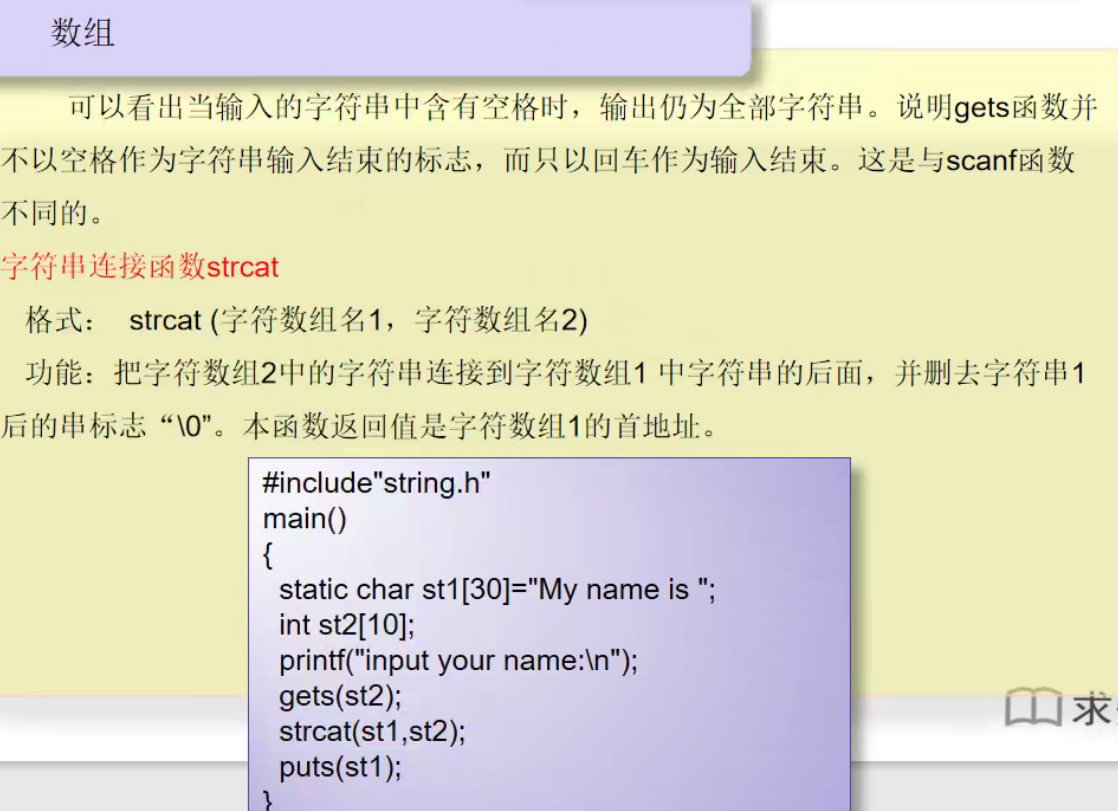 数组
可以看出当输入的字符串中含有空格时，输出仍为全部字符串。说明gets函数并
不以空格作为字符串输入结束的标志，而只以回车作为输入结束。这是与scanf函数
不同的。
字符串连接函数strcat
格式： strcat (字符数组名1，字符数组名2)
功能：把字符数组2中的字符串连接到字符数组1 中字符串的后面，并删去字符串1
后的串标志“\0”。本函数返回值是字符数组1的首地址。
#include"string.h"
main()
{
static char st1[30]="My name is ";
int st2[10];
printf("input your name:\n");
gets(st2);
strcat(st1,st2);
puts(st1);
}
求